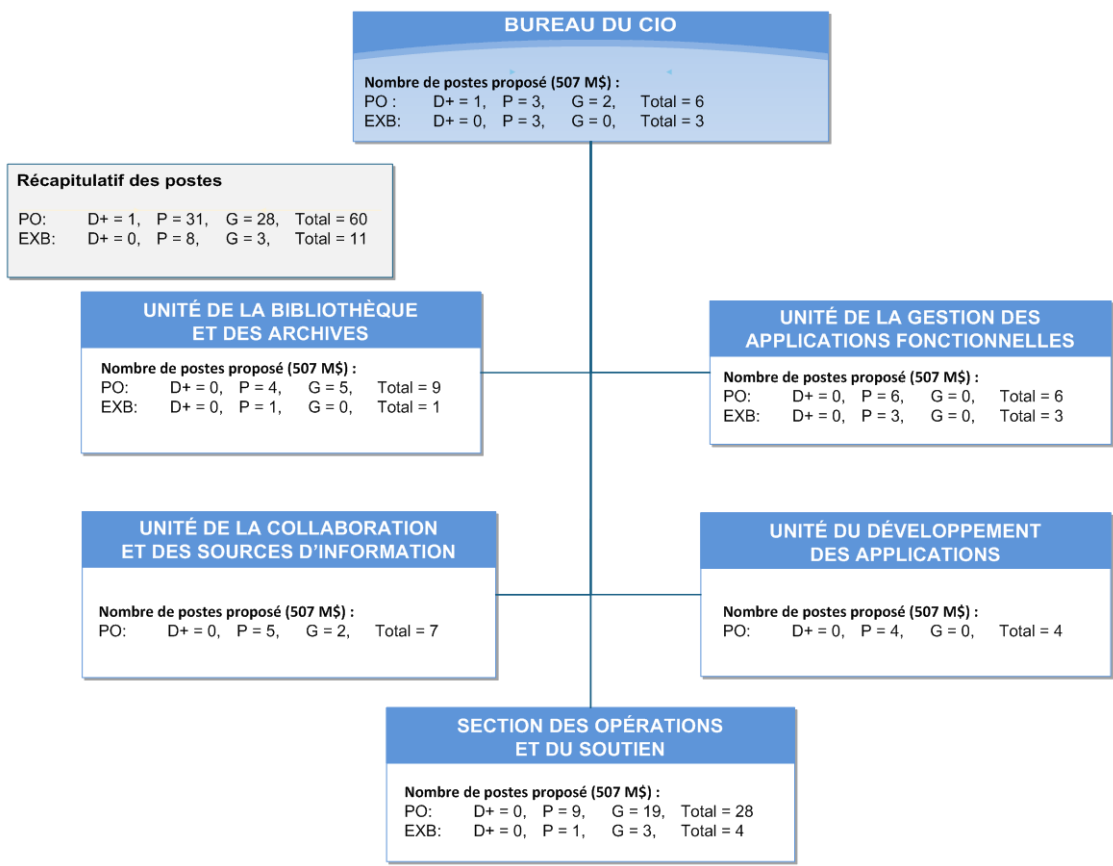 BUREAU DU CIO
Nombre de postes proposé (507 M$) :
PO : D+ = 1, P = 3, G = 2, Total = 6
EXB: D+ = 0, P = 3, G = 0, Total = 3
Récapitulatif des postes
PO: D+ = 1, P = 31, G = 28, Total = 60
EXB: D+ = 0, P = 8, G = 3, Total = 11
UNITÉ DE LA BIBLIOTHÈQUE
ET DES ARCHIVES
Nombre de postes proposé (507 M$) :
PO: D+ = 0, P = 4, G = 5, Total = 9
EXB: D+ = 0, P = 1, G = 0, Total = 1
UNITÉ DE LA GESTION DES
APPLICATIONS FONCTIONNELLES
Nombre de postes proposé (507 M$) :
PO: D+ = 0, P = 6, G = 0, Total = 6
EXB: D+ = 0, P = 3, G = 0, Total = 3
UNITÉ DE LA COLLABORATION
ET DES SOURCES D'INFORMATION
Nombre de postes proposé (507 M$) :
PO: D+ = 0, P = 5, G = 2, Total = 7
UNITÉ DU DÉVELOPPEMENT
DES APPLICATIONS
Nombre de postes proposé (507 M$) :
PO: D+ = 0, P = 4, G = 0, Total = 4
SECTION DES OPÉRATIONS
ET DU SOUTIEN
Nombre de postes proposé (507 M$) :
PO: D+ = 0, P = 9, G = 19, Total = 28
EXB: D+ = 0, P = 1, G = 3, Total = 4